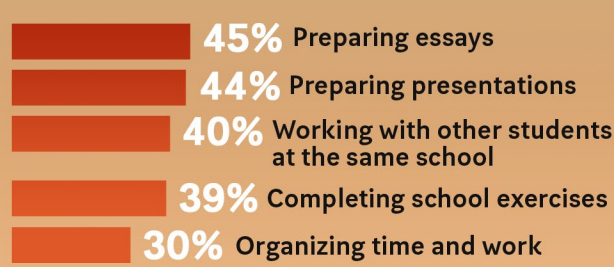 45% Preparing essays
44% Preparing presentations
40% Working with other students
at the same school
39% Completing school exercises
30% Organizing time and work